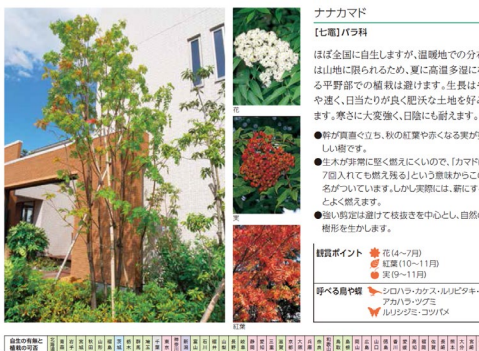 ナナカマド
【七竈】バラ科
ほぼ全国に自生しますが、温暖地での分
は山地に限られるため、夏に高温多湿に
る平野部での植栽は避けます。生長は
や速く、日当たりが良く肥沃な土地を好
ます。寒さに大変強く、日陰にも耐えます。
●幹が真直ぐ立ち、秋の紅葉や赤くなる実が
しい樹です。
●生木が非常に堅く燃えにくいので、「カマド
7回入れても燃え残る」という意味からこ
名がついています。しかし実際には、薪にす
とよく燃えます。
●強い剪定は避けて枝抜きを中心とし、自然
樹形を生かします。
花
実
紅葉
観賞ポイント
花(4〜7月)
紅葉(10〜11月)
実(9〜11月)
呼べる鳥や蝶
シロハラ・カケス・ルリビタキ・
アカハラ・ツグミ
ルリシジミ・コツバメ
自生の有無と
植栽の可否